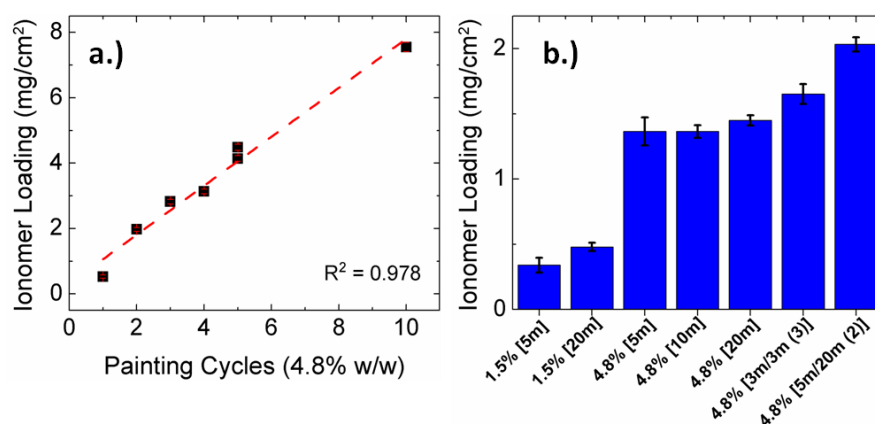 a.)
Ionomer Loading (mg/cm²)
8
6
4
2
0
R² = 0.978
0 2 4 6 8 10
Painting Cycles (4.8% w/w)
b.)
Ionomer Loading (mg/cm²)
2
1
0
1.5% [5m]
1.5% [20m]
4.8% [5m]
4.8% [10m]
4.8% [20m]
4.8% [3m/3m (3)]
4.8% [5m/20m (2)]